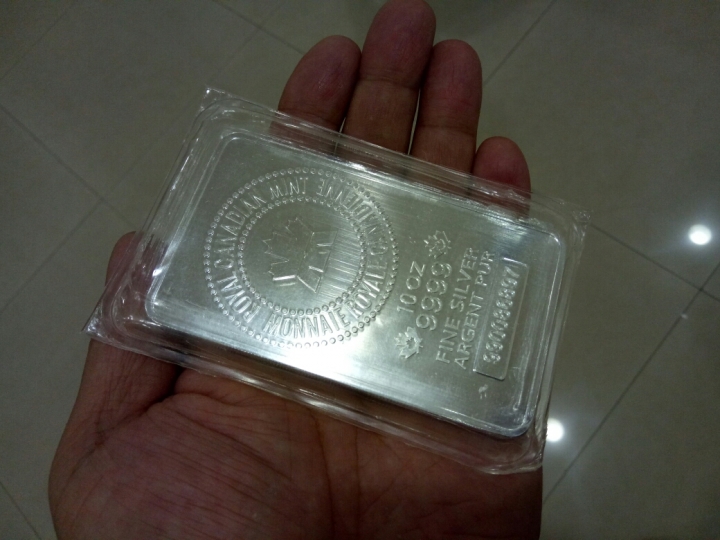 ROYAL CANADIAN MINT
MONNAIE ROYALE CANADIENNE
10 OZ
9999
FINE SILVER
ARGENT PUR